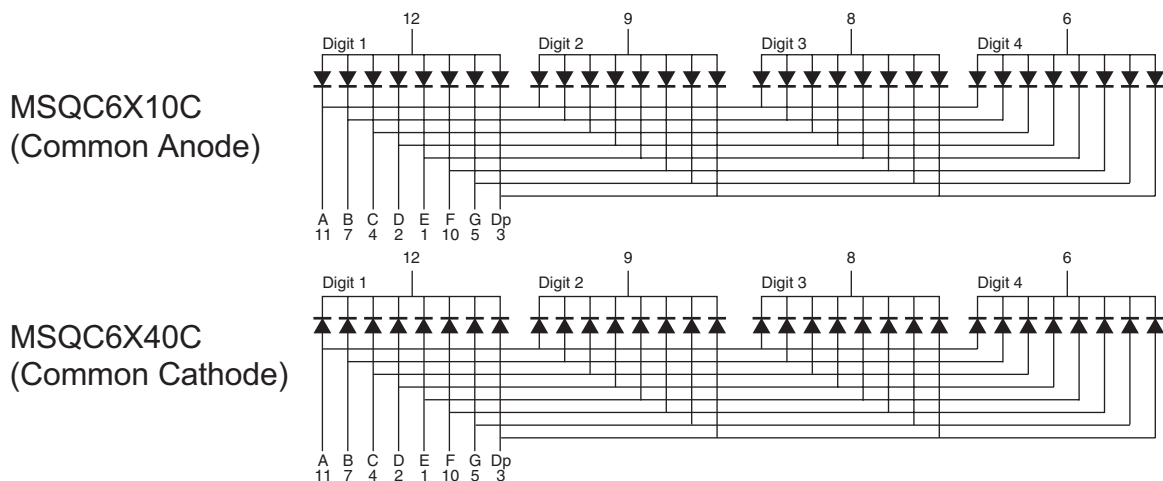 12 9 8 6
Digit 1 Digit 2 Digit 3 Digit 4
MSQC6X10C
(Common Anode)
A B C D E F G Dp
11 7 4 2 1 10 5 3
12 9 8 6
Digit 1 Digit 2 Digit 3 Digit 4
MSQC6X40C
(Common Cathode)
A B C D E F G Dp
11 7 4 2 1 10 5 3